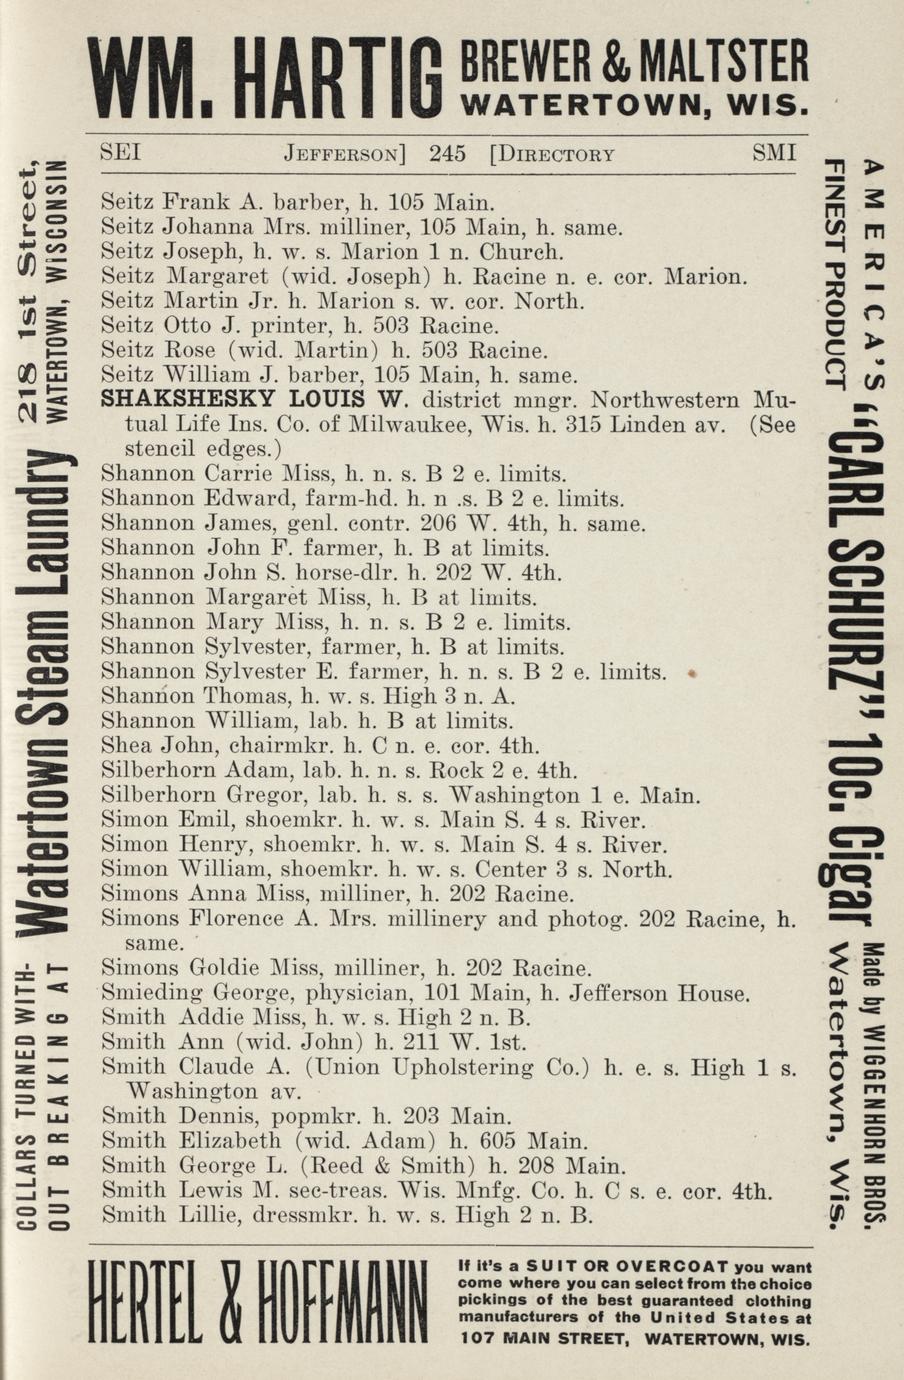 WM. HARTIG BREWER & MALTSTER
WATERTOWN, WIS.
SEI JEFFERSON] 245 [DIRECTORY SMI
Seitz Frank A. barber, h. 105 Main.
Seitz Johanna Mrs. milliner, 105 Main, h. same.
Seitz Joseph, h. w. s. Marion 1 n. Church.
Seitz Margaret (wid. Joseph) h. Racine n. e. cor. Marion.
Seitz Martin Jr. h. Marion s. w. cor. North.
Seitz Otto J. printer, h. 503 Racine.
Seitz Rose (wid. Martin) h. 503 Racine.
Seitz William J. barber, 105 Main, h. same.
SHAKSHESKY LOUIS W. district mngr. Northwestern Mu-
tual Life Ins. Co. of Milwaukee, Wis. h. 315 Linden av. (See
stencil edges.)
Shannon Carrie Miss, h. n. s. B 2 e. limits.
Shannon Edward, farm-hd. h. n .s. B 2 e. limits.
Shannon James, genl. contr. 206 W. 4th, h. same.
Shannon John F. farmer, h. B at limits.
Shannon John S. horse-dlr. h. 202 W. 4th.
Shannon Margaret Miss, h. B at limits.
Shannon Mary Miss, h. n. s. B 2 e. limits.
Shannon Sylvester, farmer, h. B at limits.
Shannon Sylvester E. farmer, h. n. s. B 2 e. limits.
Shannon Thomas, h. w. s. High 3 n. A.
Shannon William, lab. h. B at limits.
Shea John, chairmkr. h. C n. e. cor. 4th.
Silberhorn Adam, lab. h. n. s. Rock 2 e. 4th.
Silberhorn Gregor, lab. h. s. s. Washington 1 e. Main.
Simon Emil, shoemkr. h. w. s. Main S. 4 s. River.
Simon Henry, shoemkr. h. w. s. Main S. 4 s. River.
Simon William, shoemkr. h. w. s. Center 3 s. North.
Simons Anna Miss, milliner, h. 202 Racine.
Simons Florence A. Mrs. millinery and photog. 202 Racine, h.
same.
Simons Goldie Miss, milliner, h. 202 Racine.
Smieding George, physician, 101 Main, h. Jefferson House.
Smith Addie Miss, h. w. s. High 2 n. B.
Smith Ann (wid. John) h. 211 W. 1st.
Smith Claude A. (Union Upholstering Co.) h. e. s. High 1 s.
Washington av.
Smith Dennis, popmkr. h. 203 Main.
Smith Elizabeth (wid. Adam) h. 605 Main.
Smith George L. (Reed & Smith) h. 208 Main.
Smith Lewis M. sec-treas. Wis. Mnfg. Co. h. C s. e. cor. 4th.
Smith Lillie, dressmkr. h. w. s. High 2 n. B.
HERTEL & HOFFMANN
If it's a SUIT OR OVERCOAT you want
come where you can select from the choice
pickings of the best guaranteed clothing
manufacturers of the United States at
107 MAIN STREET, WATERTOWN, WIS.
COLLARS TURNED WITH-
OUT BREAKING AT
Watertown Steam Laundry
218 1st Street,
WATERTOWN, WISCONSIN
AMERICA'S
FINEST PRODUCT
"CARL SCHURZ" 10c. Cigar
Made by WIGGENHORN BROS.
Watertown, Wis.